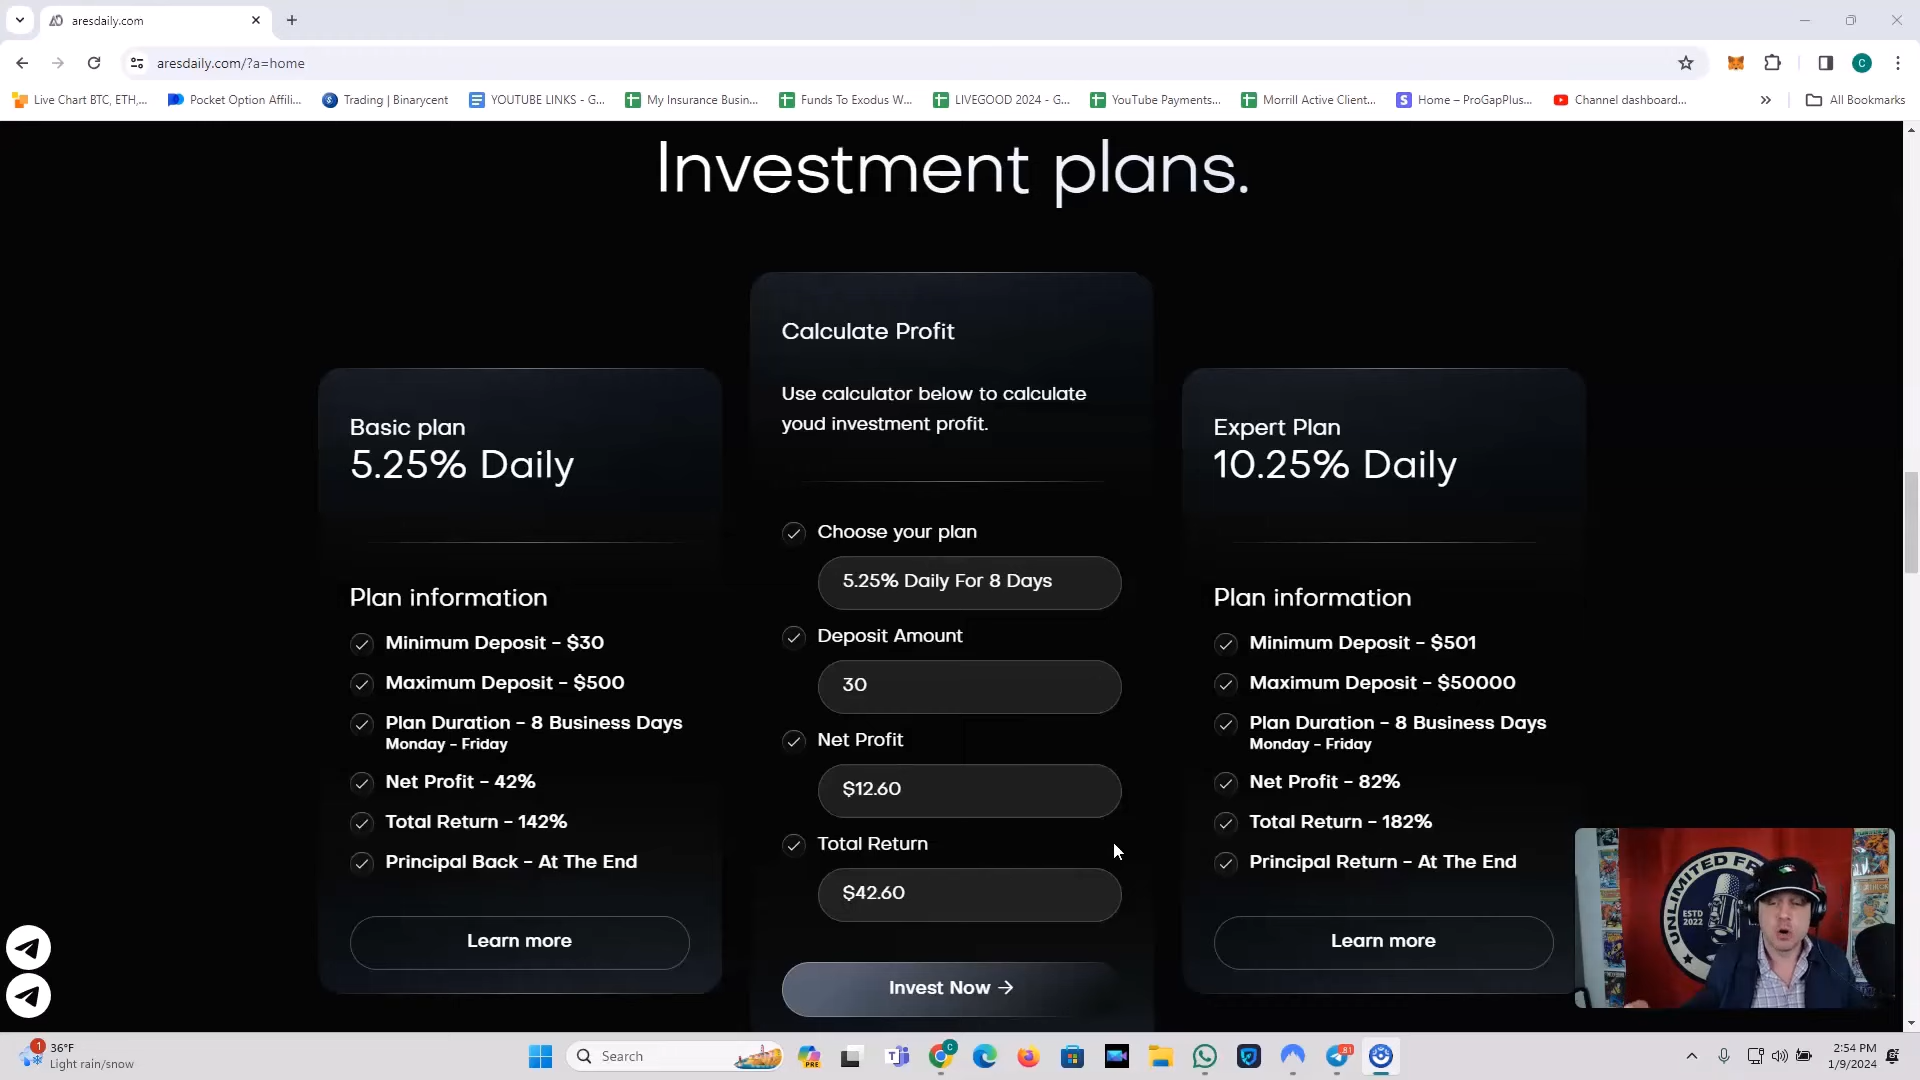 aresdaily.com
aresdaily.com/?a=home
C
Live Chart BTC, ETH,...
Pocket Option Affili...
Trading | Binarycent
YOUTUBE LINKS - G...
My Insurance Busin...
Funds To Exodus W...
LIVEGOOD 2024 - G...
YouTube Payments...
Morrill Active Client...
Home – ProGapPlus...
Channel dashboard...
All Bookmarks
Investment plans.
Basic plan
5.25% Daily
Plan information
Minimum Deposit - $30
Maximum Deposit - $500
Plan Duration - 8 Business Days
Monday - Friday
Net Profit - 42%
Total Return - 142%
Principal Back - At The End
Learn more
Calculate Profit
Use calculator below to calculate
youd investment profit.
Choose your plan
5.25% Daily For 8 Days
Deposit Amount
30
Net Profit
$12.60
Total Return
$42.60
Invest Now →
Expert Plan
10.25% Daily
Plan information
Minimum Deposit - $501
Maximum Deposit - $50000
Plan Duration - 8 Business Days
Monday - Friday
Net Profit - 82%
Total Return - 182%
Principal Return - At The End
Learn more
UNLIMITED
ESTD
2022
1
36°F
Light rain/snow
Search
PRE
C
81
2:54 PM
1/9/2024